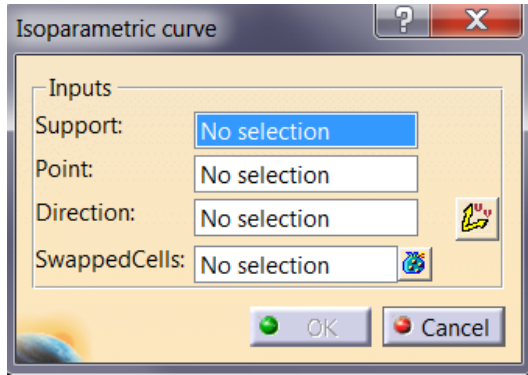 Isoparametric curve
?
X
Inputs
Support: No selection
Point: No selection
Direction: No selection
U V
SwappedCells: No selection
OK Cancel